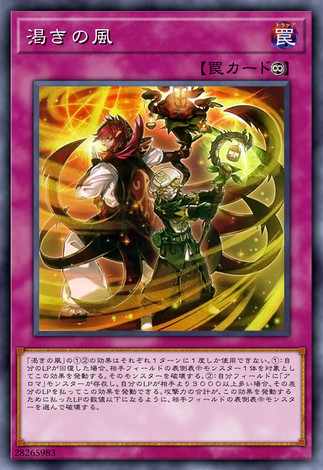 渇きの風
トラップ
罠
【罠カード】
「渇きの風」の①②の効果はそれぞれ１ターンに１度しか使用できない。①：自
分のLPが回復した場合、相手フィールドの表側表示モンスター１体を対象とし
てこの効果を発動する。そのモンスターを破壊する。②：自分フィールドに「ア
ロマ」モンスターが存在し、自分のLPが相手より３０００以上多い場合、その差
分のLPを払ってこの効果を発動できる。攻撃力の合計が、この効果を発動する
ために払ったLPの数値以下になるように、相手フィールドの表側表示モンスター
を選んで破壊する。
28265983